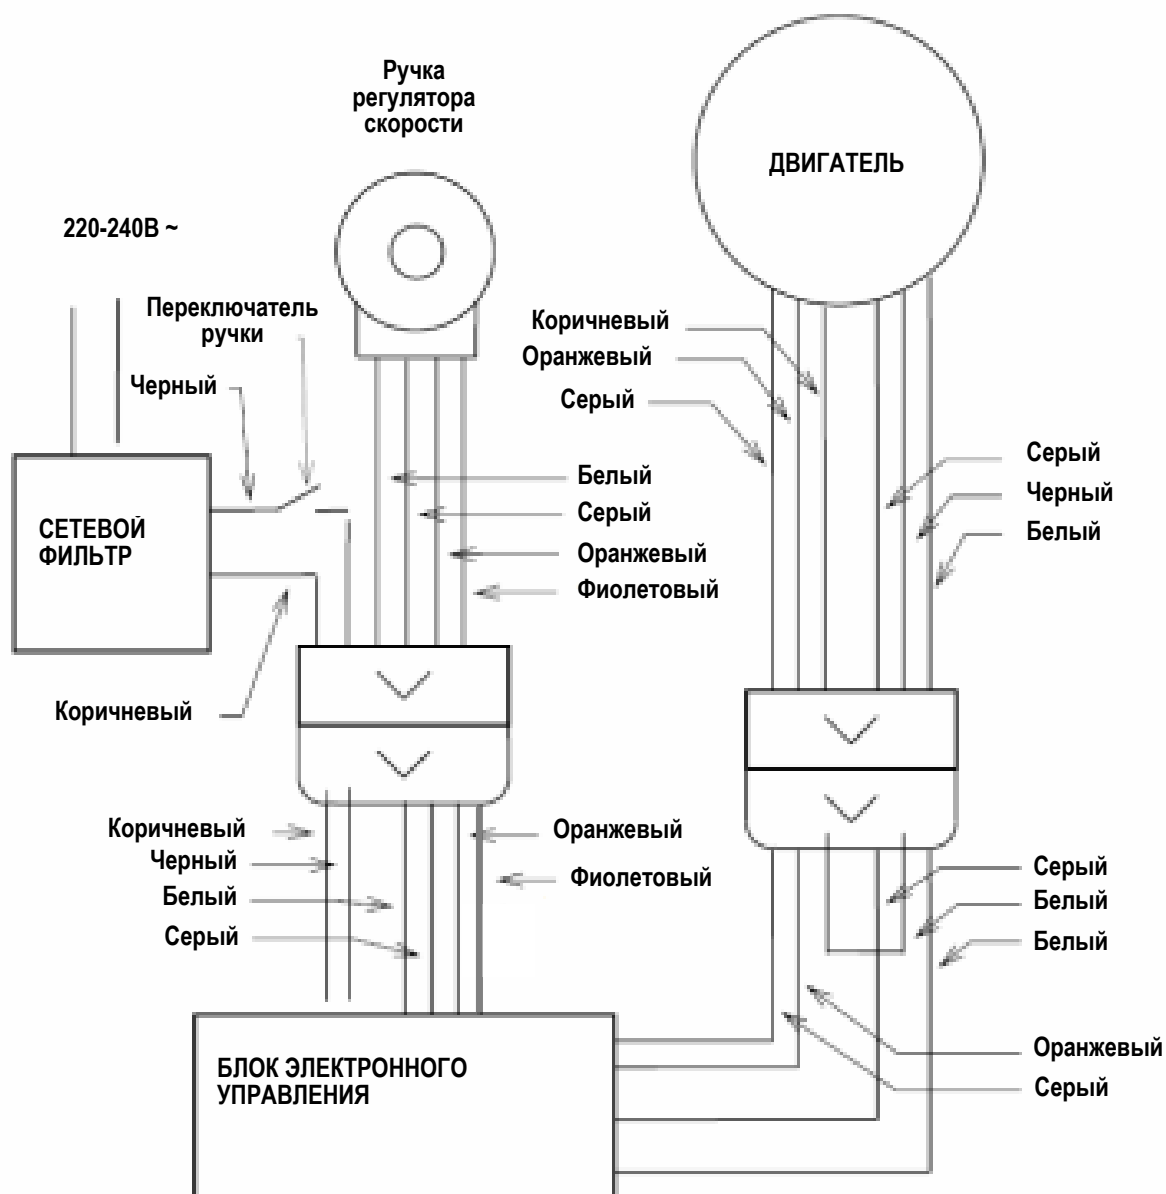 Ручка
регулятора
скорости
ДВИГАТЕЛЬ
220-240В ~
Переключатель
ручки
Черный
Коричневый
Оранжевый
Серый
Белый
Серый
Оранжевый
Фиолетовый
Серый
Черный
Белый
СЕТЕВОЙ
ФИЛЬТР
Коричневый
Коричневый
Черный
Белый
Серый
Оранжевый
Фиолетовый
Серый
Белый
Белый
Оранжевый
Серый
БЛОК ЭЛЕКТРОННОГО
УПРАВЛЕНИЯ